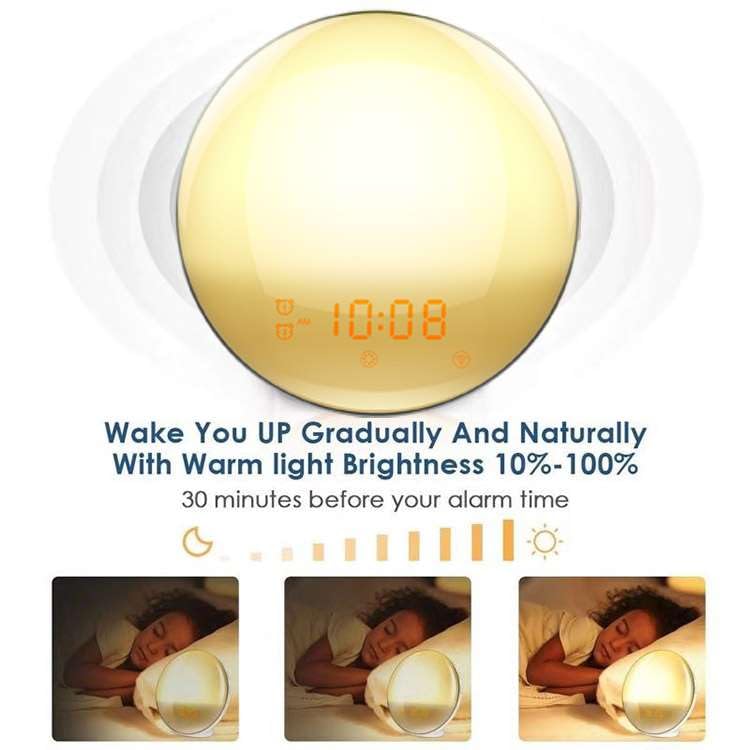 AM 10:08
Wake You UP Gradually And Naturally
With Warm light Brightness 10%-100%
30 minutes before your alarm time